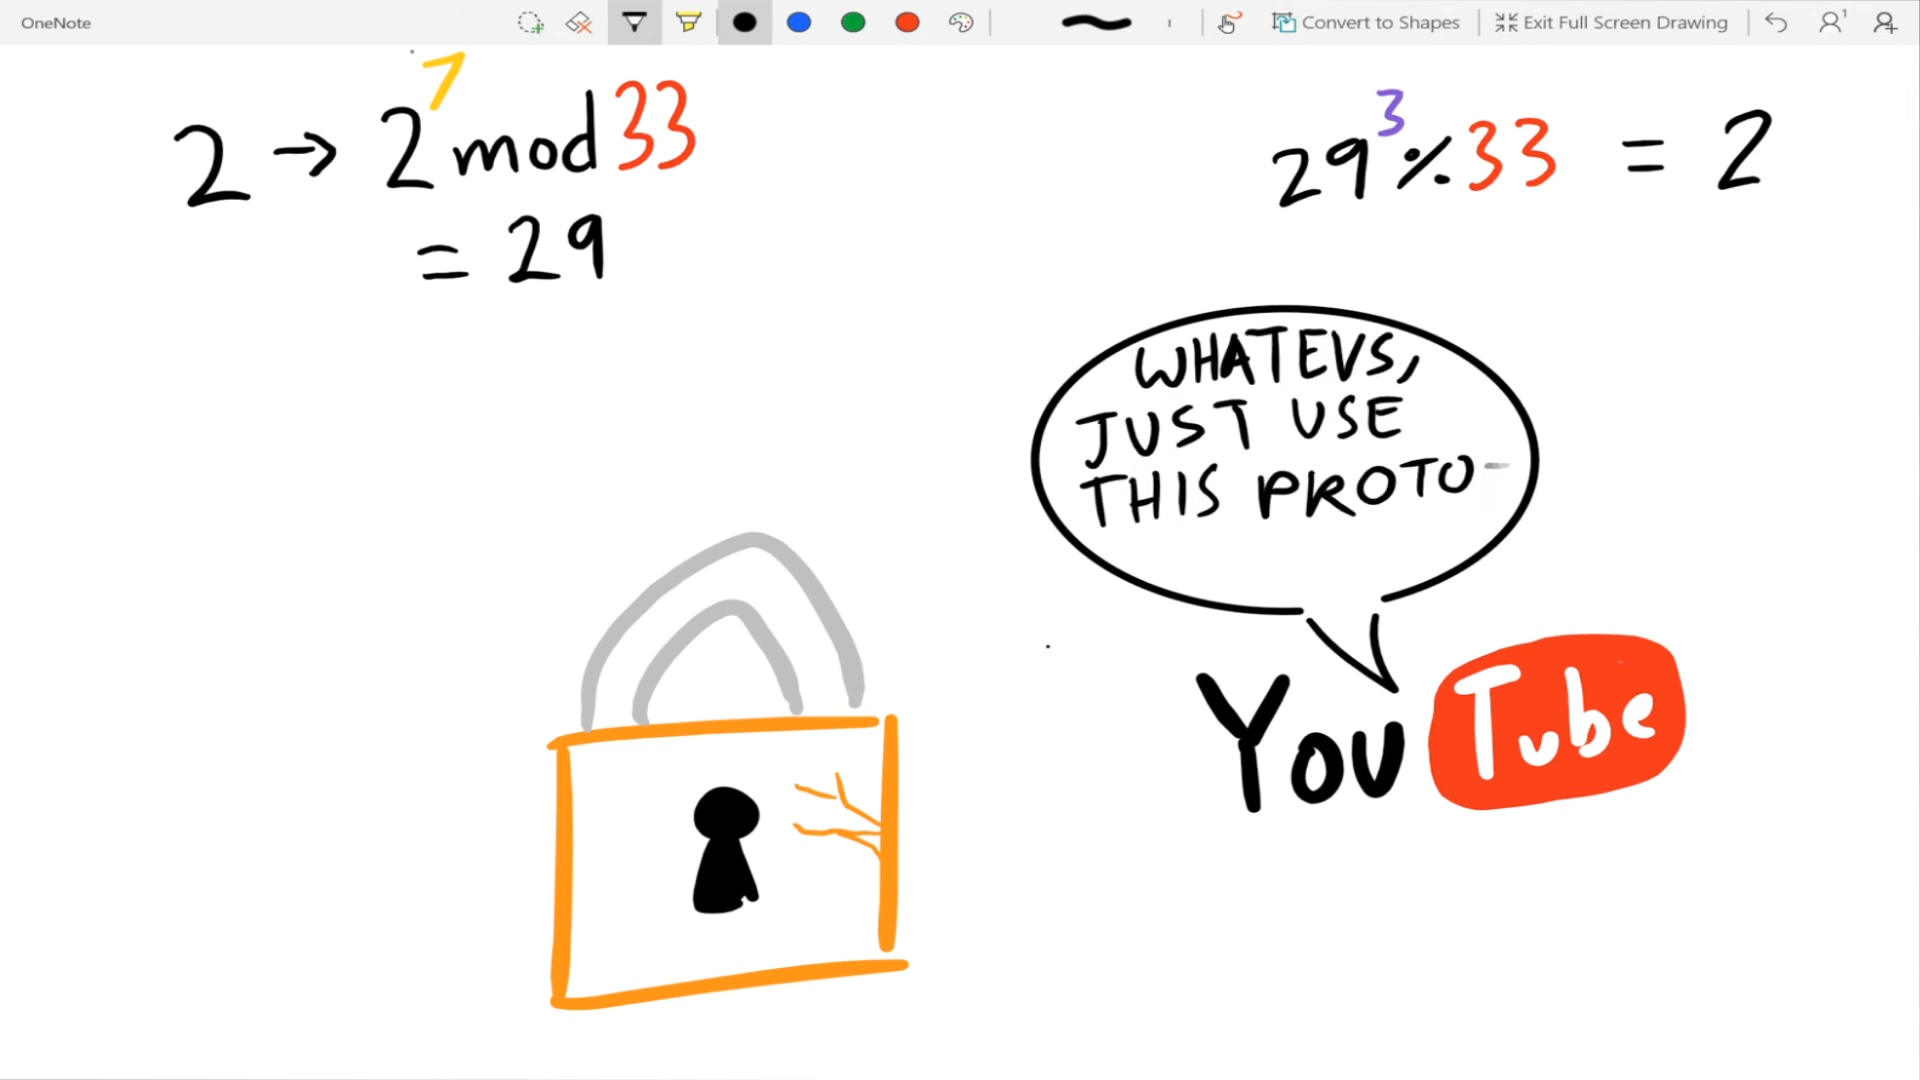 OneNote
Convert to Shapes
Exit Full Screen Drawing
1
2 → 2⁷ mod 33
= 29
29³ % 33 = 2
WHATEVS,
JUST USE
THIS PROTO-
YouTube